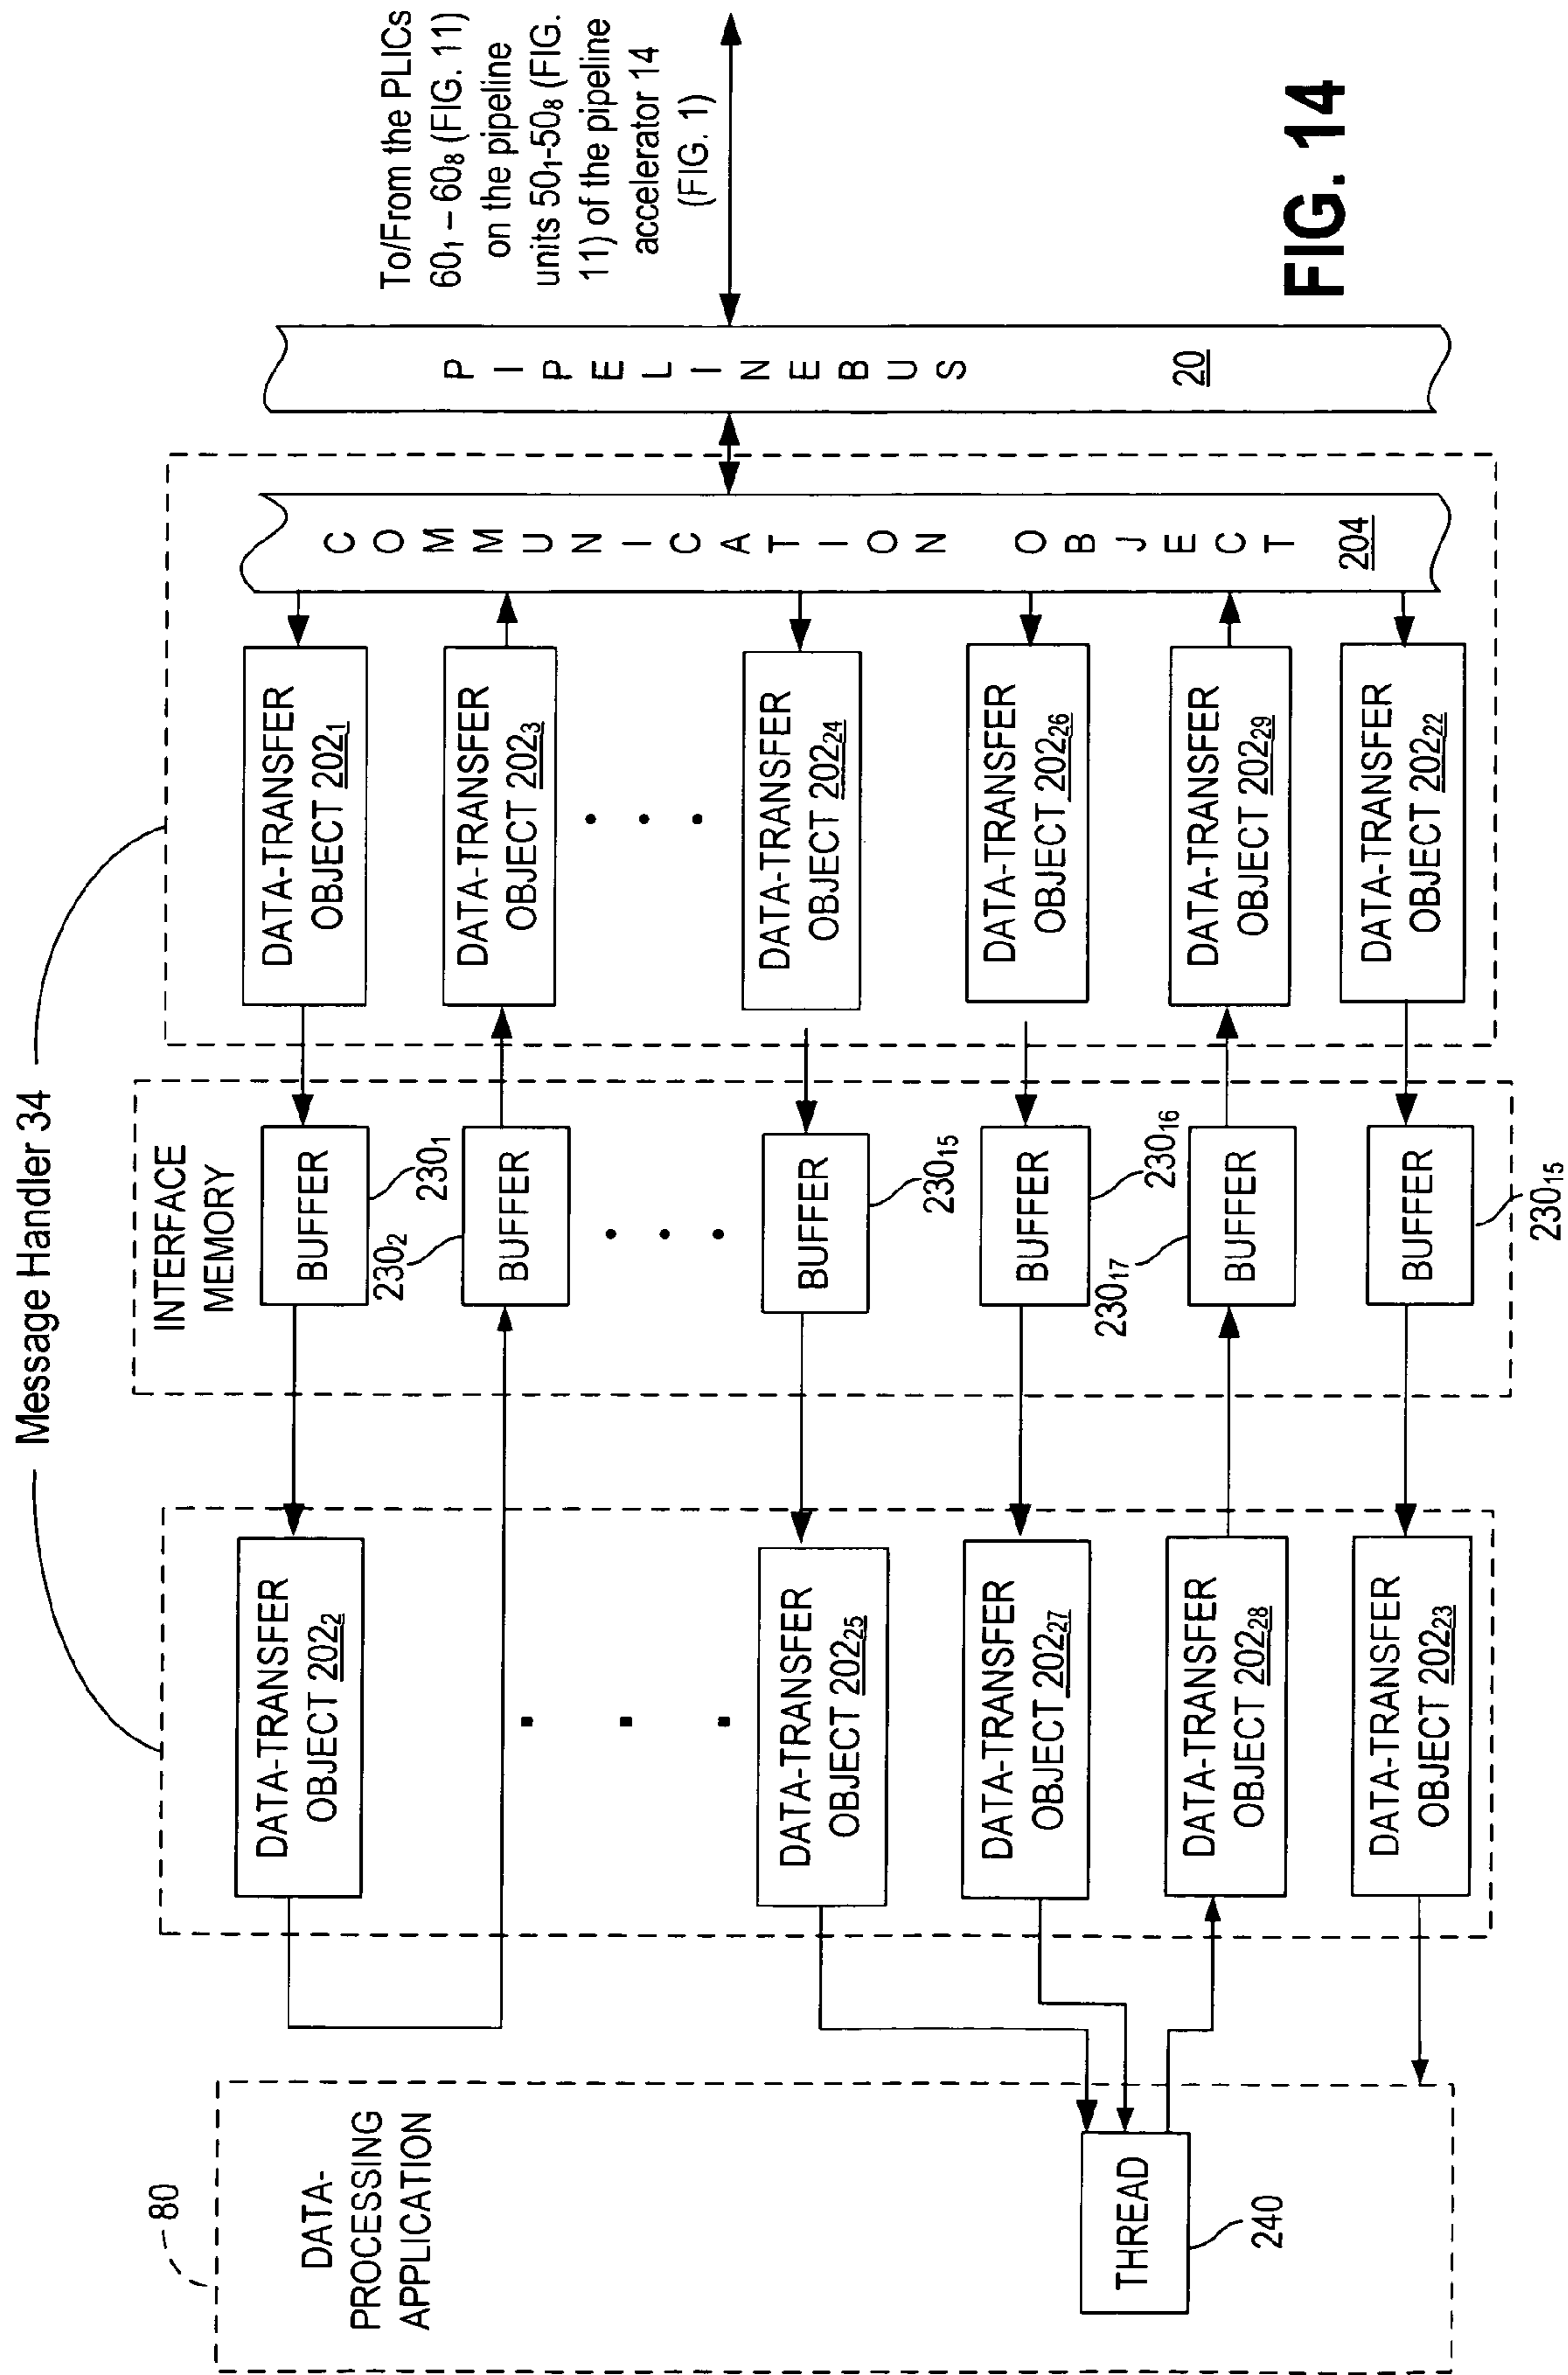 Message Handler 34
80
DATA-
PROCESSING
APPLICATION
THREAD
240
DATA-TRANSFER
OBJECT 202₂
DATA-TRANSFER
OBJECT 202₂₅
DATA-TRANSFER
OBJECT 202₂₇
DATA-TRANSFER
OBJECT 202₂₈
DATA-TRANSFER
OBJECT 202₂₃
INTERFACE
MEMORY
BUFFER
230₁
230₂
BUFFER
BUFFER
230₁₅
BUFFER
230₁₆
230₁₇
BUFFER
BUFFER
230₁₅
DATA-TRANSFER
OBJECT 202₁
DATA-TRANSFER
OBJECT 202₃
DATA-TRANSFER
OBJECT 202₂₄
DATA-TRANSFER
OBJECT 202₂₆
DATA-TRANSFER
OBJECT 202₂₉
DATA-TRANSFER
OBJECT 202₂₂
COMMUNICATION OBJECT
204
PIPELINEBUS
20
To/From the PLICs
60₁ – 60₈ (FIG. 11)
on the pipeline
units 50₁-50₈ (FIG.
11) of the pipeline
accelerator 14
(FIG. 1)
FIG. 14